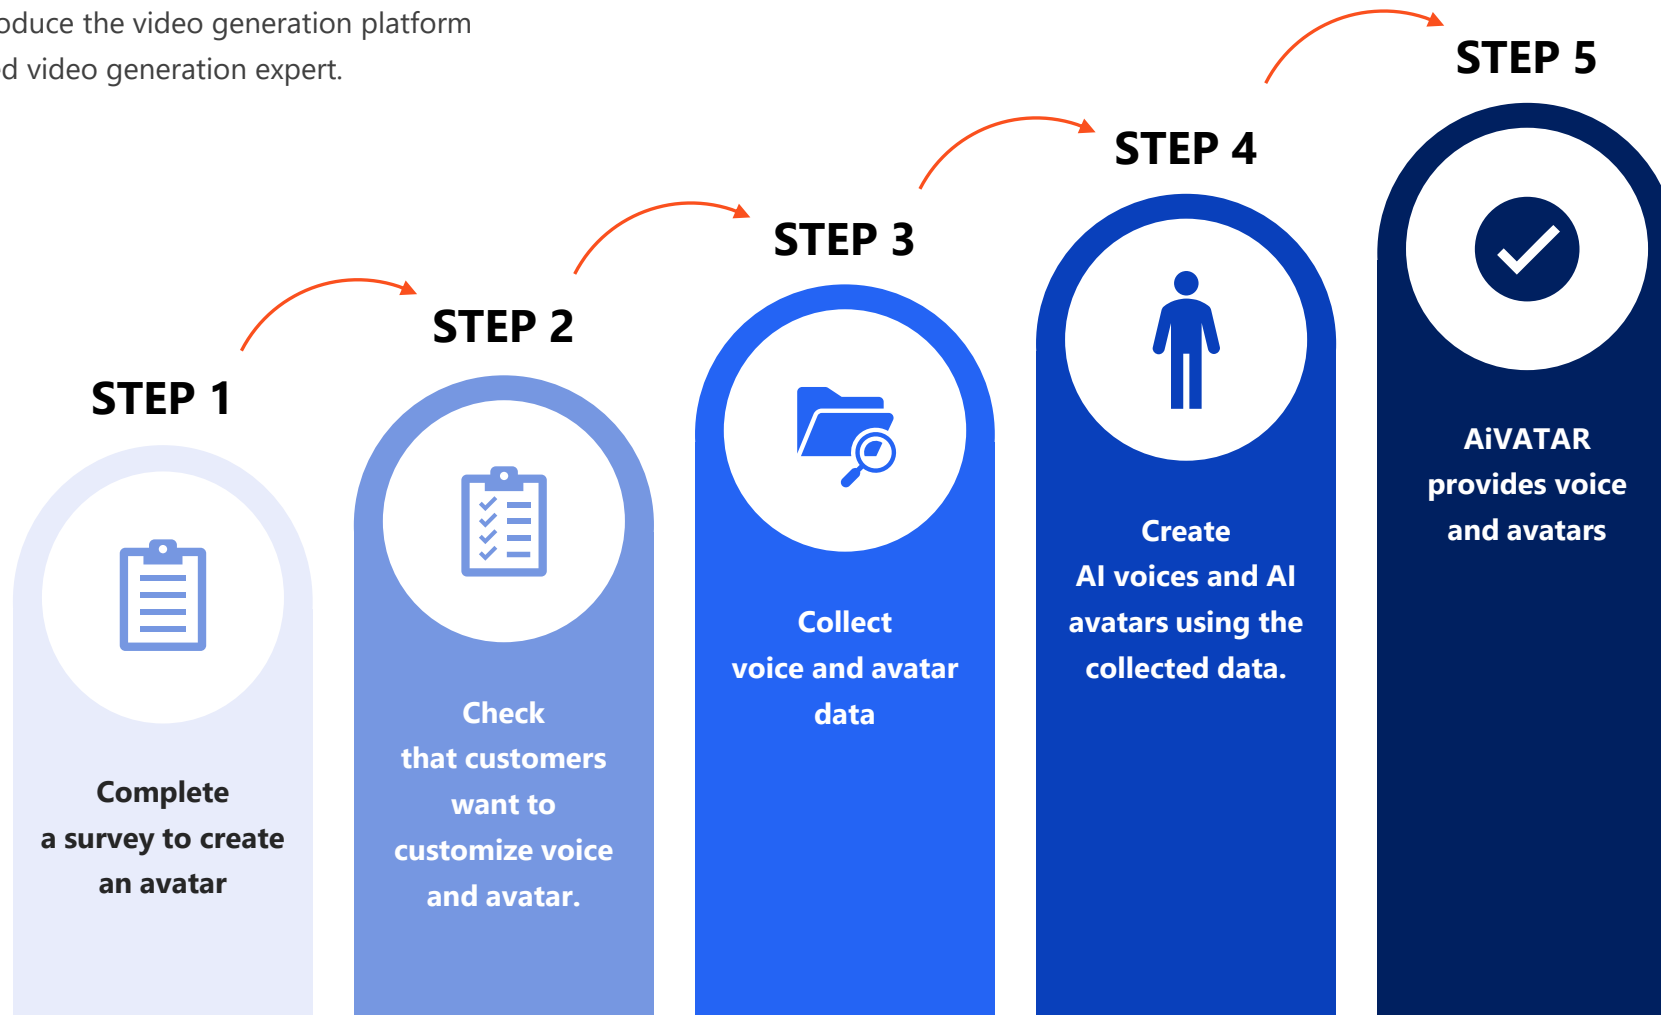 oduce the video generation platform
d video generation expert.
STEP 1
Complete
a survey to create
an avatar
STEP 2
Check
that customers
want to
customize voice
and avatar.
STEP 3
Collect
voice and avatar
data
STEP 4
Create
AI voices and AI
avatars using the
collected data.
STEP 5
AiVATAR
provides voice
and avatars